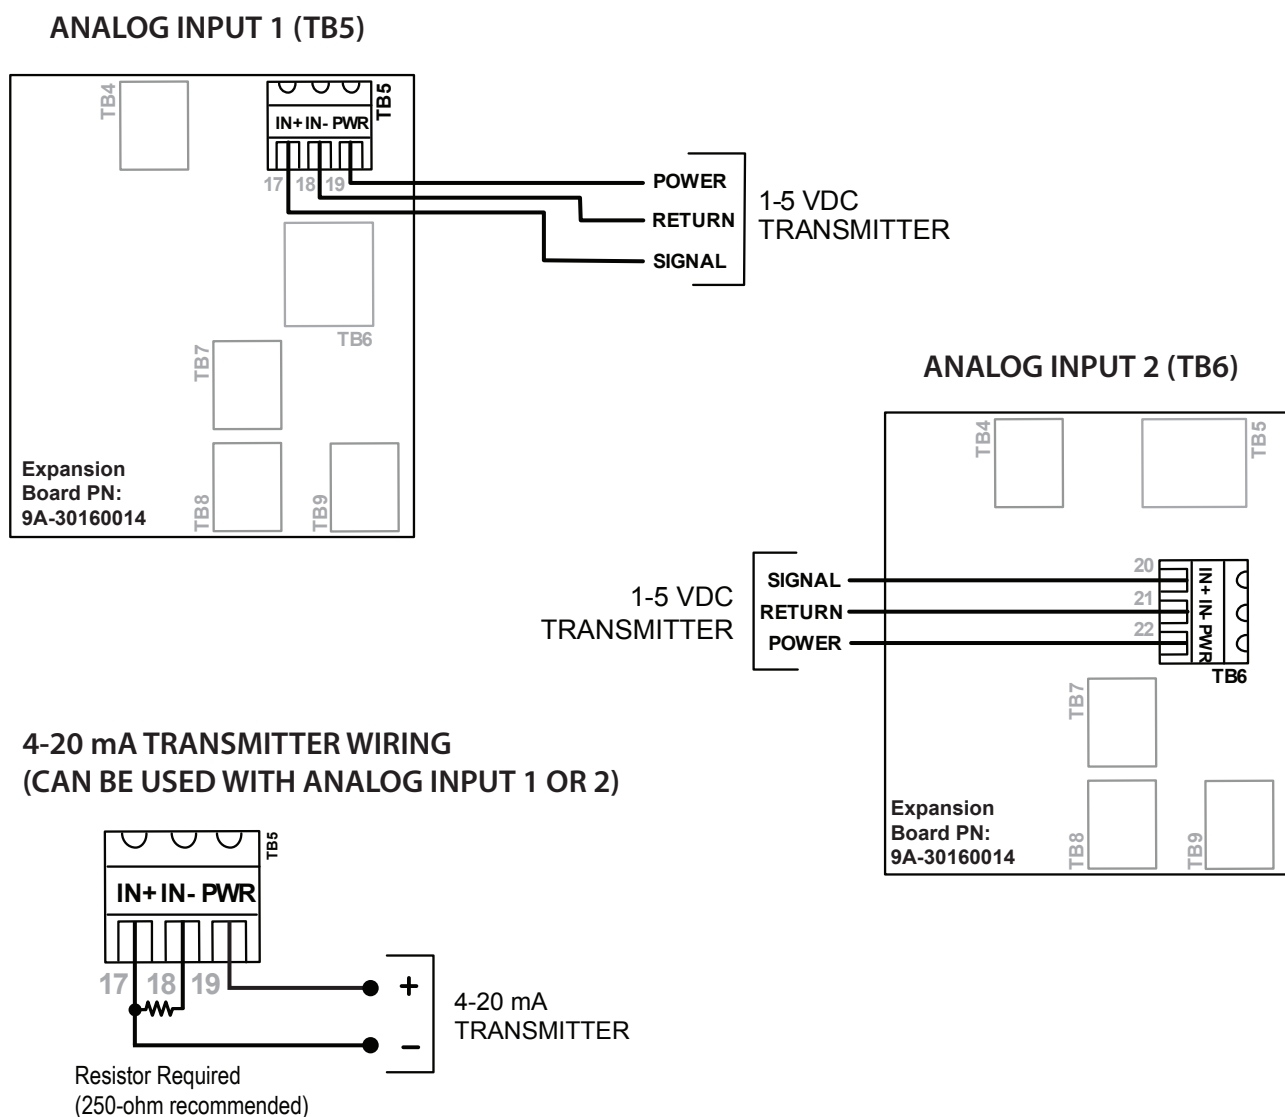 ANALOG INPUT 1 (TB5)
TB4
TB5
IN+ IN- PWR
17 18 19
POWER
RETURN
SIGNAL
1-5 VDC
TRANSMITTER
TB6
TB7
TB8
TB9
Expansion
Board PN:
9A-30160014
ANALOG INPUT 2 (TB6)
TB4
TB5
1-5 VDC
TRANSMITTER
SIGNAL
RETURN
POWER
20
21
22
IN+ IN- PWR
TB6
TB7
TB8
TB9
Expansion
Board PN:
9A-30160014
4-20 mA TRANSMITTER WIRING
(CAN BE USED WITH ANALOG INPUT 1 OR 2)
TB5
IN+ IN- PWR
17 18 19
+
–
4-20 mA
TRANSMITTER
Resistor Required
(250-ohm recommended)